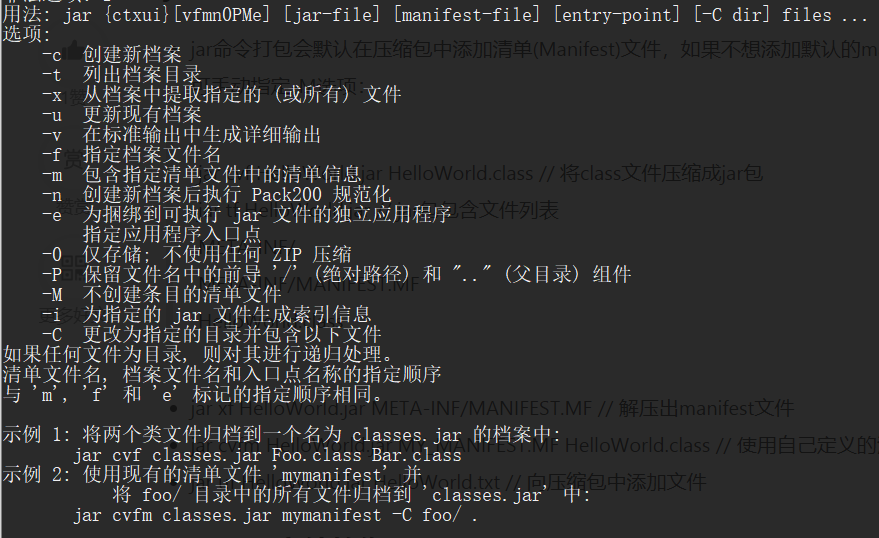 用法: jar {ctxui}[vfmn0PMe] [jar-file] [manifest-file] [entry-point] [-C dir] files ...
选项:
-c 创建新档案
jar命令打包会默认在压缩包中添加清单(Manifest)文件，如果不想添加默认的m
-t 列出档案目录
-x 从档案中提取指定的 (或所有) 文件
-u 更新现有档案
-v 在标准输出中生成详细输出
-f 指定档案文件名
-m 包含指定清单文件中的清单信息
jar HelloWorld.class // 将class文件压缩成jar包
-n 创建新档案后执行 Pack200 规范化
-e 为捆绑到可执行 jar 文件的独立应用程序
包含文件列表
指定应用程序入口点
-0 仅存储; 不使用任何 ZIP 压缩
-P 保留文件名中的前导 '/' (绝对路径) 和 ".." (父目录) 组件
INF/MANIFEST.MF
-M 不创建条目的清单文件
-i 为指定的 jar 文件生成索引信息
-C 更改为指定的目录并包含以下文件
如果任何文件为目录, 则对其进行递归处理。
清单文件名, 档案文件名和入口点名称的指定顺序
与 'm', 'f' 和 'e' 标记的指定顺序相同。
jar xf HelloWorld.jar META-INF/MANIFEST.MF // 解压出manifest文件
示例 1: 将两个类文件归档到一个名为 classes.jar 的档案中:
MANIFEST.MF HelloWorld.class // 使用自己定义的
jar cvf classes.jar Foo.class Bar.class
示例 2: 使用现有的清单文件 'mymanifest' 并
World.txt // 向压缩包中添加文件
将 foo/ 目录中的所有文件归档到 'classes.jar' 中:
jar cvfm classes.jar mymanifest -C foo/ .